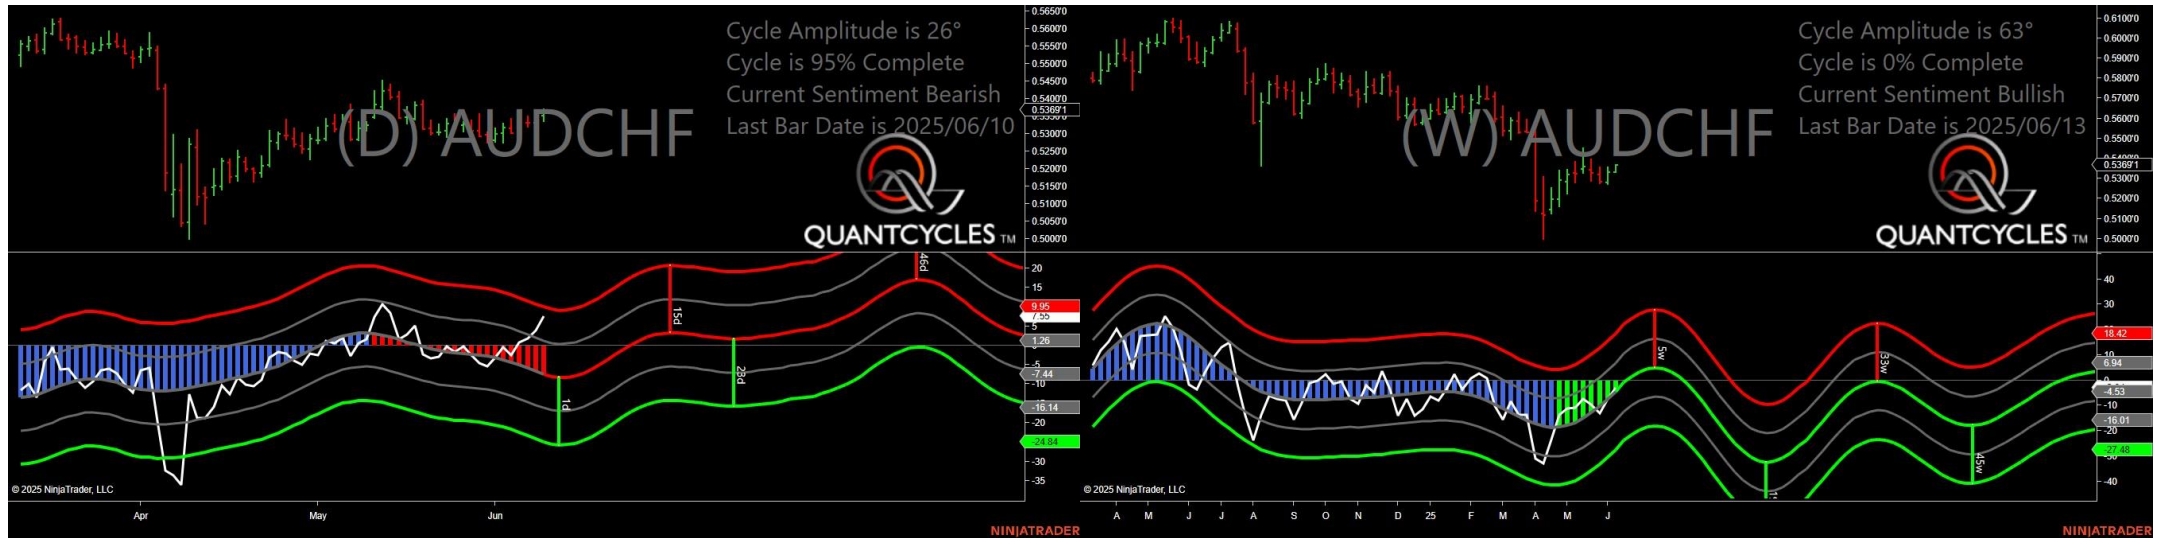 Cycle Amplitude is 26°
Cycle is 95% Complete
Current Sentiment Bearish
Last Bar Date is 2025/06/10
(D) AUDCHF
QUANTCYCLES TM
0.5650'0
0.5600'0
0.5550'0
0.5500'0
0.5450'0
0.5400'0
0.5369'1
0.5300'0
0.5250'0
0.5200'0
0.5150'0
0.5100'0
0.5050'0
0.5000'0
46d
15d
28d
1d
20
15
9.95
7.55
5
1.26
-5
-7.44
-10
-16.14
-20
-24.84
-30
-35
© 2025 NinjaTrader, LLC
Apr
May
Jun
NINJATRADER
Cycle Amplitude is 63°
Cycle is 0% Complete
Current Sentiment Bullish
Last Bar Date is 2025/06/13
(W) AUDCHF
QUANTCYCLES TM
0.6100'0
0.6000'0
0.5900'0
0.5800'0
0.5700'0
0.5600'0
0.5500'0
0.5369'1
0.5300'0
0.5200'0
0.5100'0
0.5000'0
5w
33w
45w
40
30
18.42
10
6.94
-4.53
-10
-16.01
-20
-27.48
-40
© 2025 NinjaTrader, LLC
A M J J A S O N D 25 F M A M J
NINJATRADER